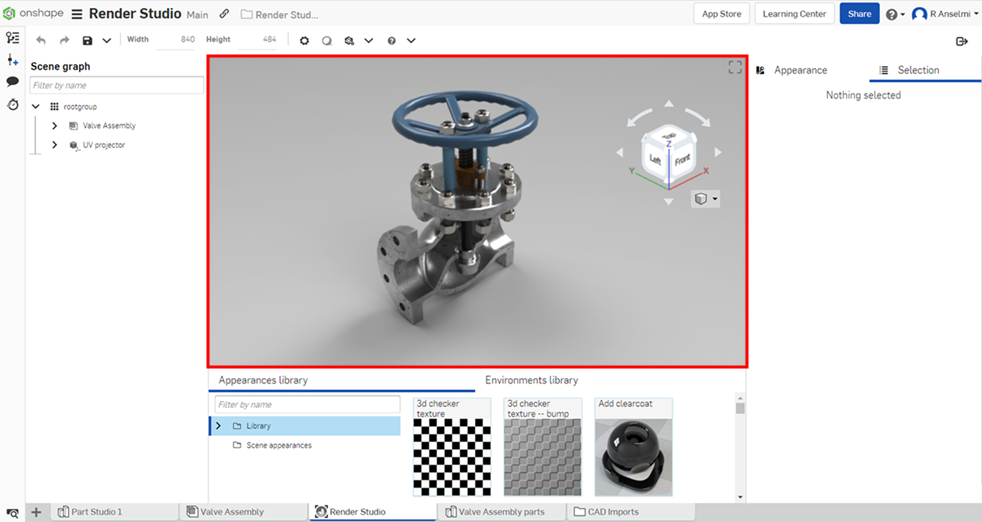 onshape
Render Studio Main
Render Stud...
App Store
Learning Center
Share
R Anselmi
Width 840 Height 484
Scene graph
Filter by name
rootgroup
Valve Assembly
UV projector
Top
Left
Front
Z
Y
X
Appearance
Selection
Nothing selected
Appearances library
Environments library
Filter by name
Library
Scene appearances
3d checker
texture
3d checker
texture -- bump
Add clearcoat
Part Studio 1
Valve Assembly
Render Studio
Valve Assembly parts
CAD Imports